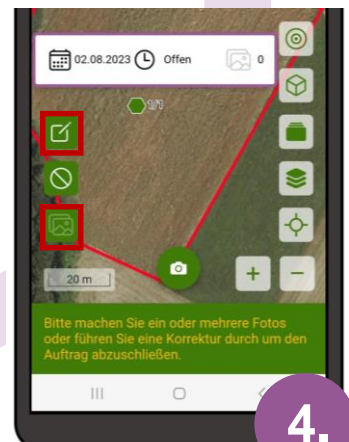 02.08.2023 Offen 0
1/1
20 m
+ −
Bitte machen Sie ein oder mehrere Fotos
oder führen Sie eine Korrektur durch um den
Auftrag abzuschließen.
4.